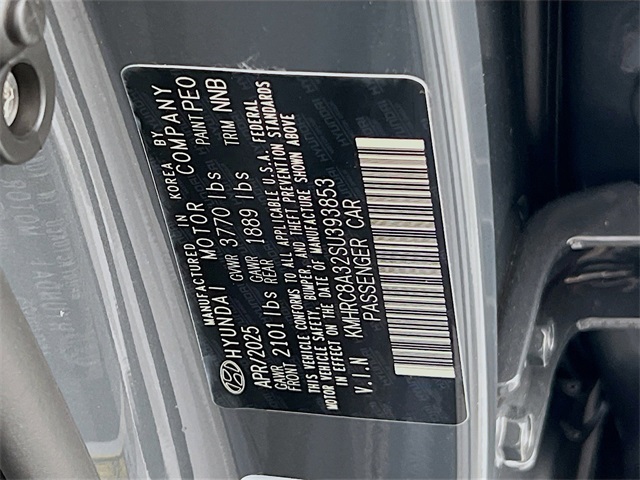 MANUFACTURED IN KOREA BY
HYUNDAI MOTOR COMPANY
APR/2025 GVWR 3770 lbs PAINT PEO
GAWR FRONT 2101 lbs GAWR REAR 1889 lbs TRIM NNB
THIS VEHICLE CONFORMS TO ALL APPLICABLE U.S.A. FEDERAL
MOTOR VEHICLE SAFETY, BUMPER, AND THEFT PREVENTION STANDARDS
IN EFFECT ON THE DATE OF MANUFACTURE SHOWN ABOVE
V.I.N KMHRC8A32SU393853
PASSENGER CAR